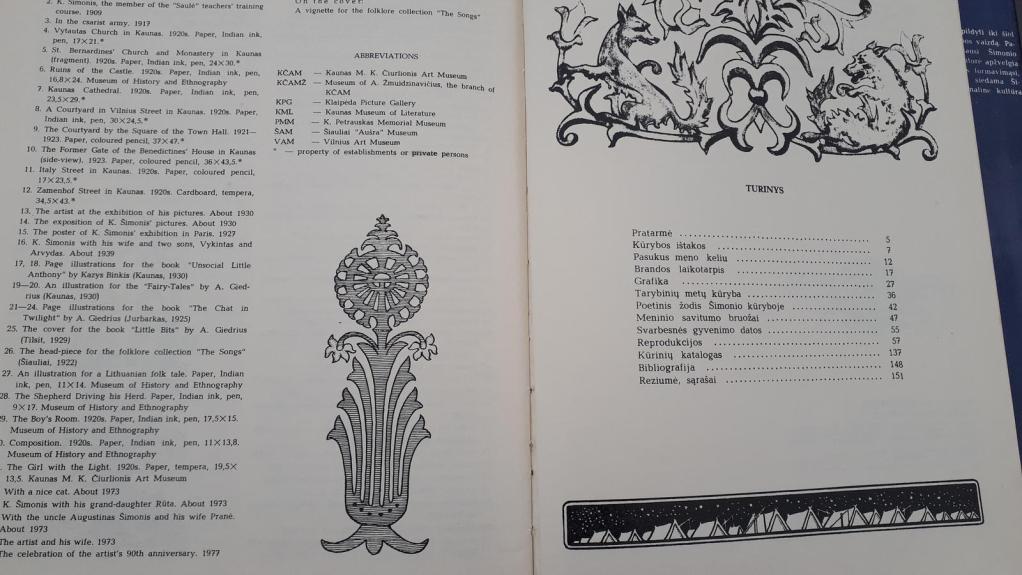 2. K. Šimonis, the member of the "Saulė" teachers' training
course. 1909
3. In the csarist army. 1917
4. Vytautas Church in Kaunas. 1920s. Paper, Indian ink,
pen, 17×21.*
5. St. Bernardines' Church and Monastery in Kaunas
(fragment). 1920s. Paper, Indian ink, pen, 24×30.*
6. Ruins of the Castle. 1920s. Paper, Indian ink, pen,
16,8×24. Museum of History and Ethnography
7. Kaunas Cathedral. 1920s. Paper, Indian ink, pen,
23,5×29.*
8. A Courtyard in Vilnius Street in Kaunas. 1920s. Paper,
Indian ink, pen, 30×24,5.*
9. The Courtyard by the Square of the Town Hall. 1921—
1923. Paper, coloured pencil, 37×47.*
10. The Former Gate of the Benedictines' House in Kaunas
(side-view). 1923. Paper, coloured pencil, 36×43,5.*
11. Italy Street in Kaunas. 1920s. Paper, coloured pencil,
17×23,5.*
12. Zamenhof Street in Kaunas. 1920s. Cardboard, tempera,
34,5×43.*
13. The artist at the exhibition of his pictures. About 1930
14. The exposition of K. Šimonis' pictures. About 1930
15. The poster of K. Šimonis' exhibition in Paris. 1927
16. K. Šimonis with his wife and two sons, Vykintas and
Arvydas. About 1939
17, 18. Page illustrations for the book "Unsocial Little
Anthony" by Kazys Binkis (Kaunas, 1930)
19—20. An illustration for the "Fairy-Tales" by A. Gied-
rius (Kaunas, 1930)
21—24. Page illustrations for the book "The Chat in
Twilight" by A. Giedrius (Jurbarkas, 1925)
25. The cover for the book "Little Bits" by A. Giedrius
(Tilsit, 1929)
26. The head-piece for the folklore collection "The Songs"
(Šiauliai, 1922)
27. An illustration for a Lithuanian folk tale. Paper, Indian
ink, pen, 11×14. Museum of History and Ethnography
28. The Shepherd Driving his Herd. Paper, Indian ink, pen,
9×17. Museum of History and Ethnography
9. The Boy's Room. 1920s. Paper, Indian ink, pen, 17,5×15.
Museum of History and Ethnography
. Composition. 1920s. Paper, Indian ink, pen, 11×13,8.
Museum of History and Ethnography
. The Girl with the Light. 1920s. Paper, tempera, 19,5×
13,5. Kaunas M. K. Čiurlionis Art Museum
With a nice cat. About 1973
K. Šimonis with his grand-daughter Rūta. About 1973
With the uncle Augustinas Šimonis and his wife Pranė.
About 1973
The artist and his wife. 1973
The celebration of the artist's 90th anniversary. 1977
On the cover:
A vignette for the folklore collection "The Songs"
ABBREVIATIONS
KČAM — Kaunas M. K. Čiurlionis Art Museum
KČAMŽ — Museum of A. Žmuidzinavičius, the branch of
KČAM
KPG — Klaipėda Picture Gallery
KML — Kaunas Museum of Literature
PMM — K. Petrauskas Memorial Museum
ŠAM — Šiauliai "Aušra" Museum
VAM — Vilnius Art Museum
* — property of establishments or private persons
TURINYS
Pratarmė 5
Kūrybos ištakos 7
Pasukus meno keliu 12
Brandos laikotarpis 17
Grafika 27
Tarybinių metų kūryba 36
Poetinis žodis Šimonio kūryboje 42
Meninio savitumo bruožai 47
Svarbesnės gyvenimo datos 55
Reprodukcijos 57
Kūrinių katalogas 137
Bibliografija 148
Reziumė, sąrašai 151
pildyti iki šiol
vaizdą. Pa-
Šimonio
apžvelgia
formavimąsi,
siedama Ši-
kultūra